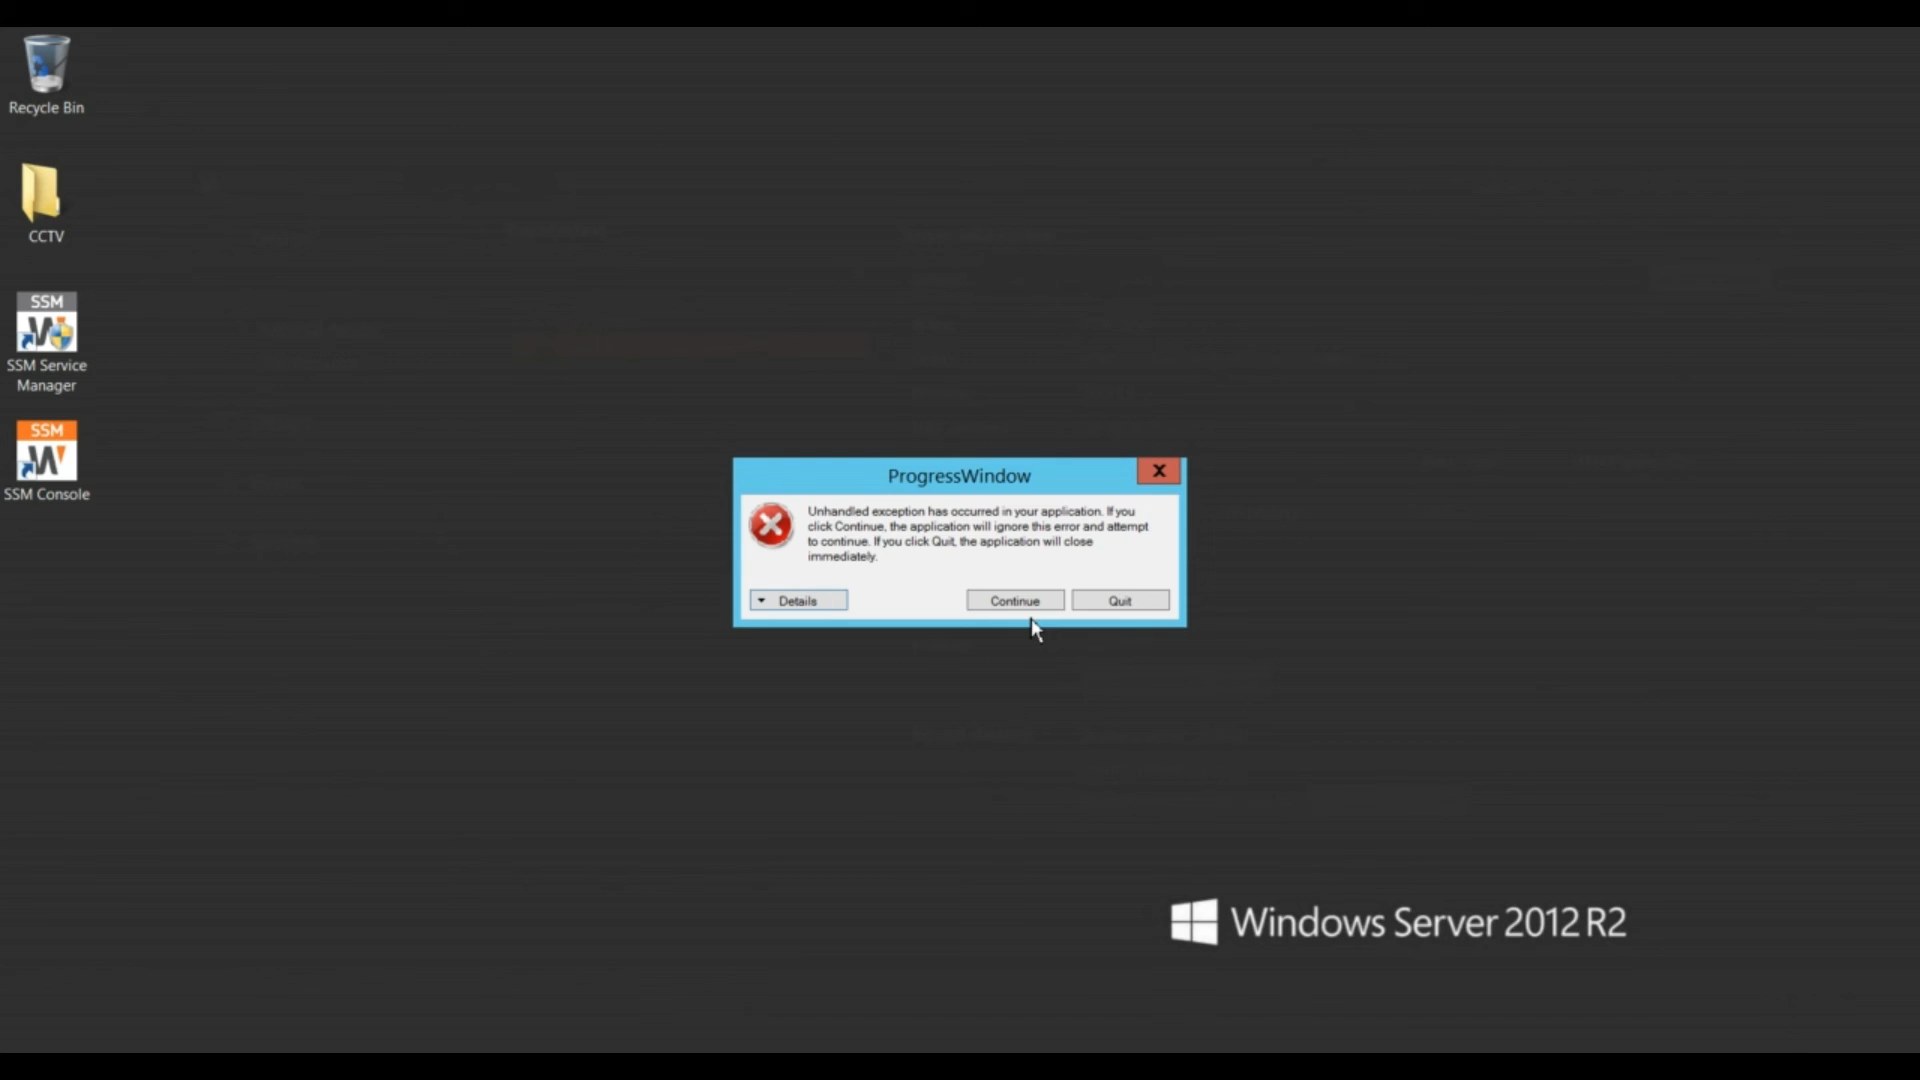 Recycle Bin
CCTV
SSM
SSM Service
Manager
SSM
SSM Console
ProgressWindow
Unhandled exception has occurred in your application. If you
click Continue, the application will ignore this error and attempt
to continue. If you click Quit, the application will close
immediately.
Details
Continue
Quit
Windows Server 2012 R2